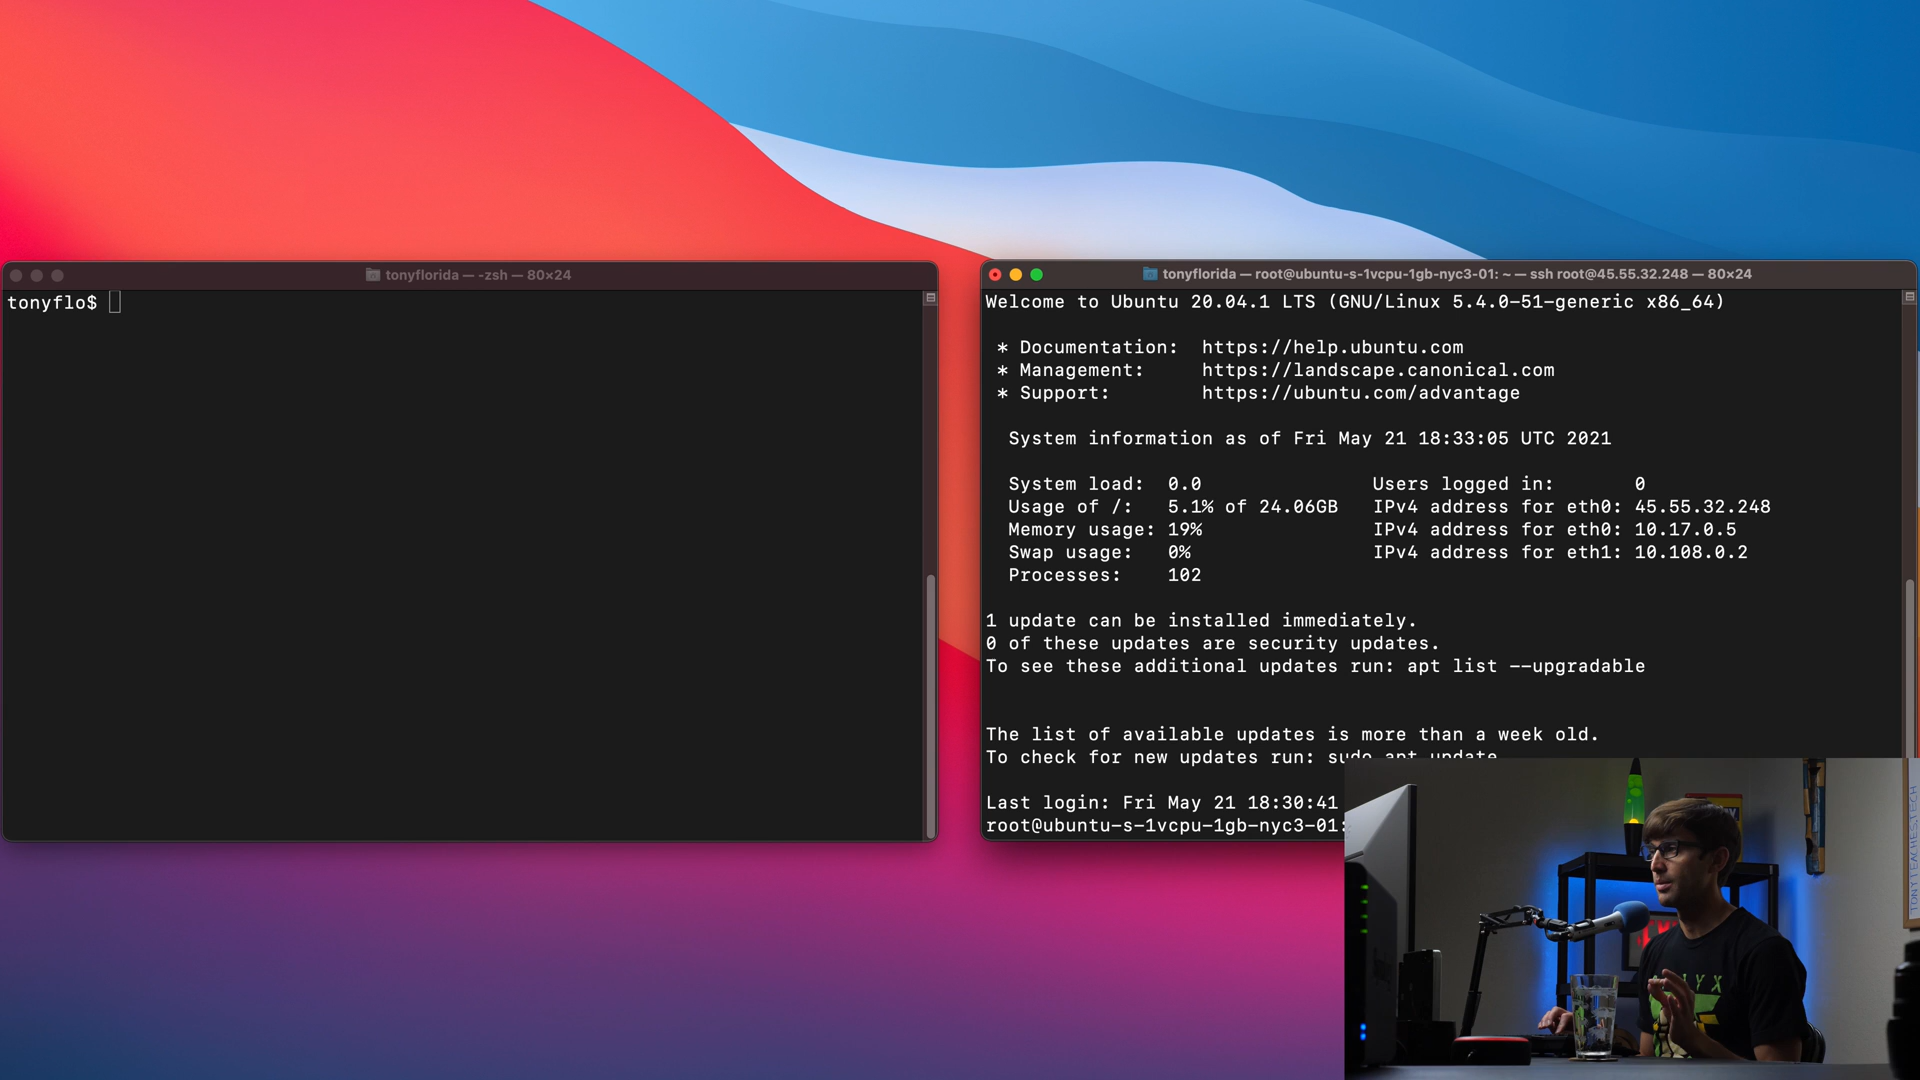 tonyflorida — -zsh — 80×24
tonyflo$
tonyflorida — root@ubuntu-s-1vcpu-1gb-nyc3-01: ~ — ssh root@45.55.32.248 — 80×24
Welcome to Ubuntu 20.04.1 LTS (GNU/Linux 5.4.0-51-generic x86_64)
* Documentation: https://help.ubuntu.com
* Management: https://landscape.canonical.com
* Support: https://ubuntu.com/advantage
System information as of Fri May 21 18:33:05 UTC 2021
System load: 0.0 Users logged in: 0
Usage of /: 5.1% of 24.06GB IPv4 address for eth0: 45.55.32.248
Memory usage: 19% IPv4 address for eth0: 10.17.0.5
Swap usage: 0% IPv4 address for eth1: 10.108.0.2
Processes: 102
1 update can be installed immediately.
0 of these updates are security updates.
To see these additional updates run: apt list --upgradable
The list of available updates is more than a week old.
To check for new updates run: sudo apt update
Last login: Fri May 21 18:30:41
root@ubuntu-s-1vcpu-1gb-nyc3-01:
TONYTEACHES.TECH